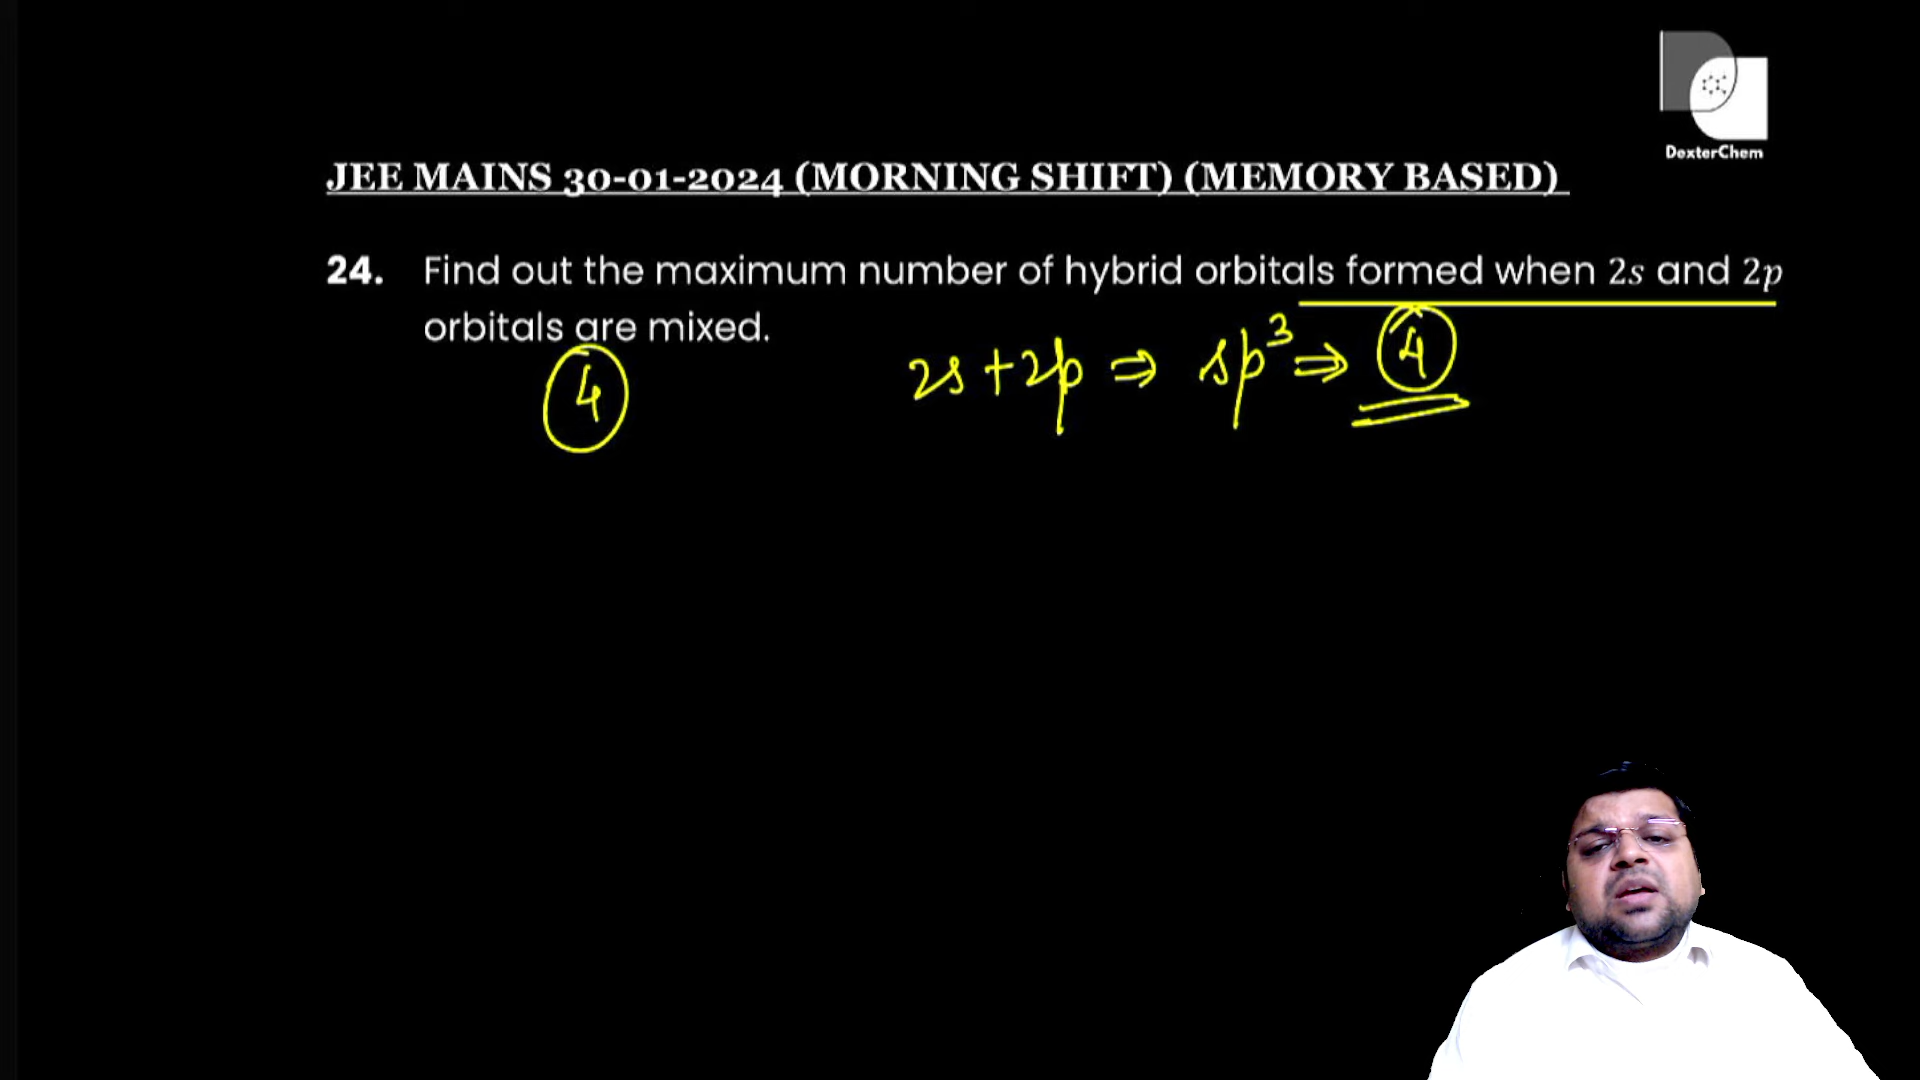 DexterChem
JEE MAINS 30-01-2024 (MORNING SHIFT) (MEMORY BASED)
24. Find out the maximum number of hybrid orbitals formed when 2s and 2p
orbitals are mixed.
4
2s + 2p ⇒ sp³ ⇒ 4